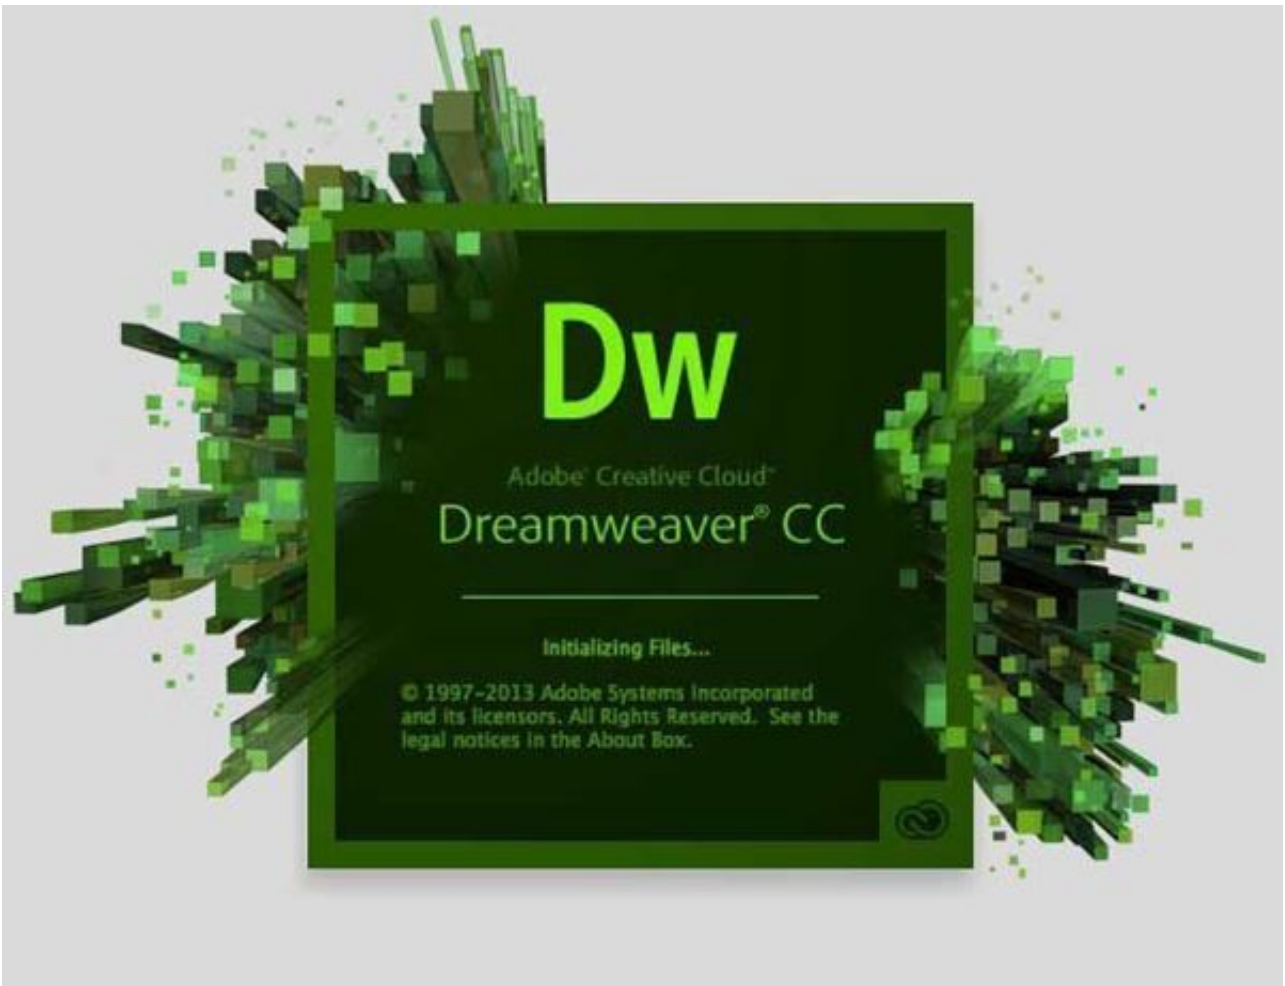 Dw
Adobe® Creative Cloud™
Dreamweaver® CC
Initializing Files...
© 1997–2013 Adobe Systems Incorporated
and its licensors. All Rights Reserved. See the
legal notices in the About Box.